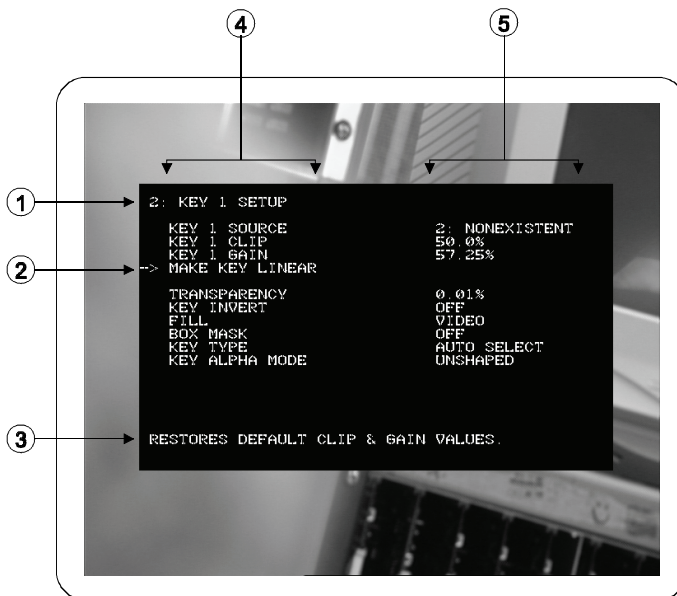 4 5
1 2: KEY 1 SETUP
KEY 1 SOURCE 2: NONEXISTENT
KEY 1 CLIP 50.0%
KEY 1 GAIN 57.25%
2 --> MAKE KEY LINEAR
TRANSPARENCY 0.01%
KEY INVERT OFF
FILL VIDEO
BOX MASK OFF
KEY TYPE AUTO SELECT
KEY ALPHA MODE UNSHAPED
3 RESTORES DEFAULT CLIP & GAIN VALUES.